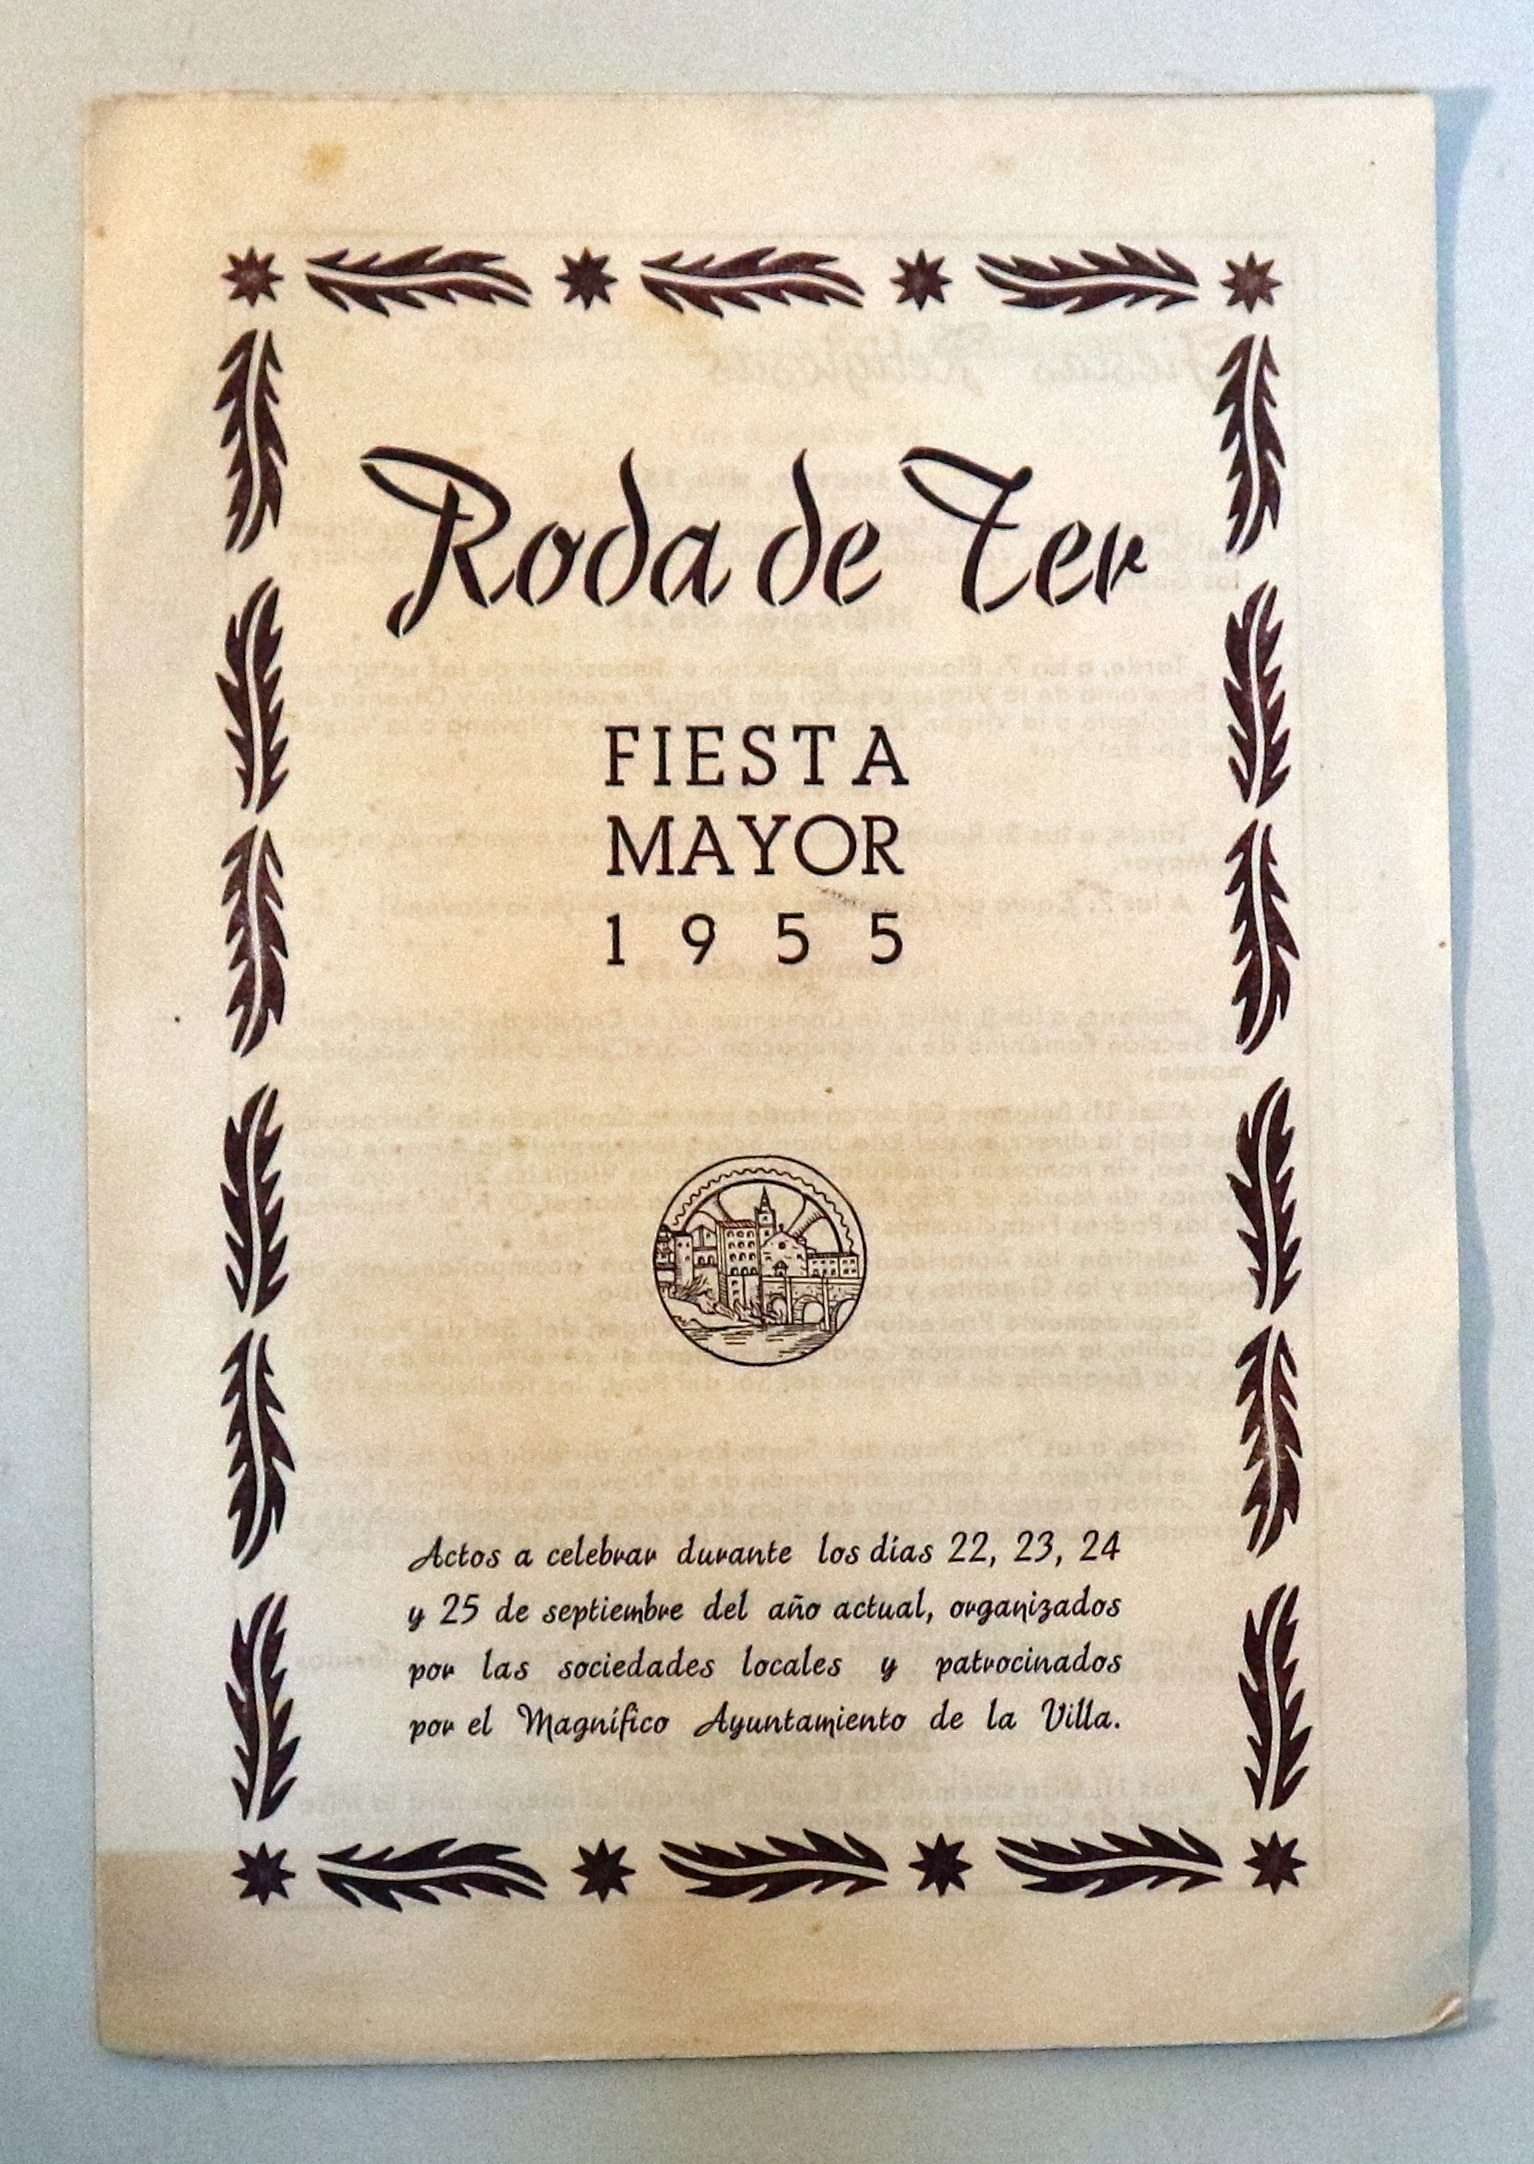 Roda de Ter
FIESTA
MAYOR
1955
Actos a celebrar durante los días 22, 23, 24
y 25 de septiembre del año actual, organizados
por las sociedades locales y patrocinados
por el Magnífico Ayuntamiento de la Villa.